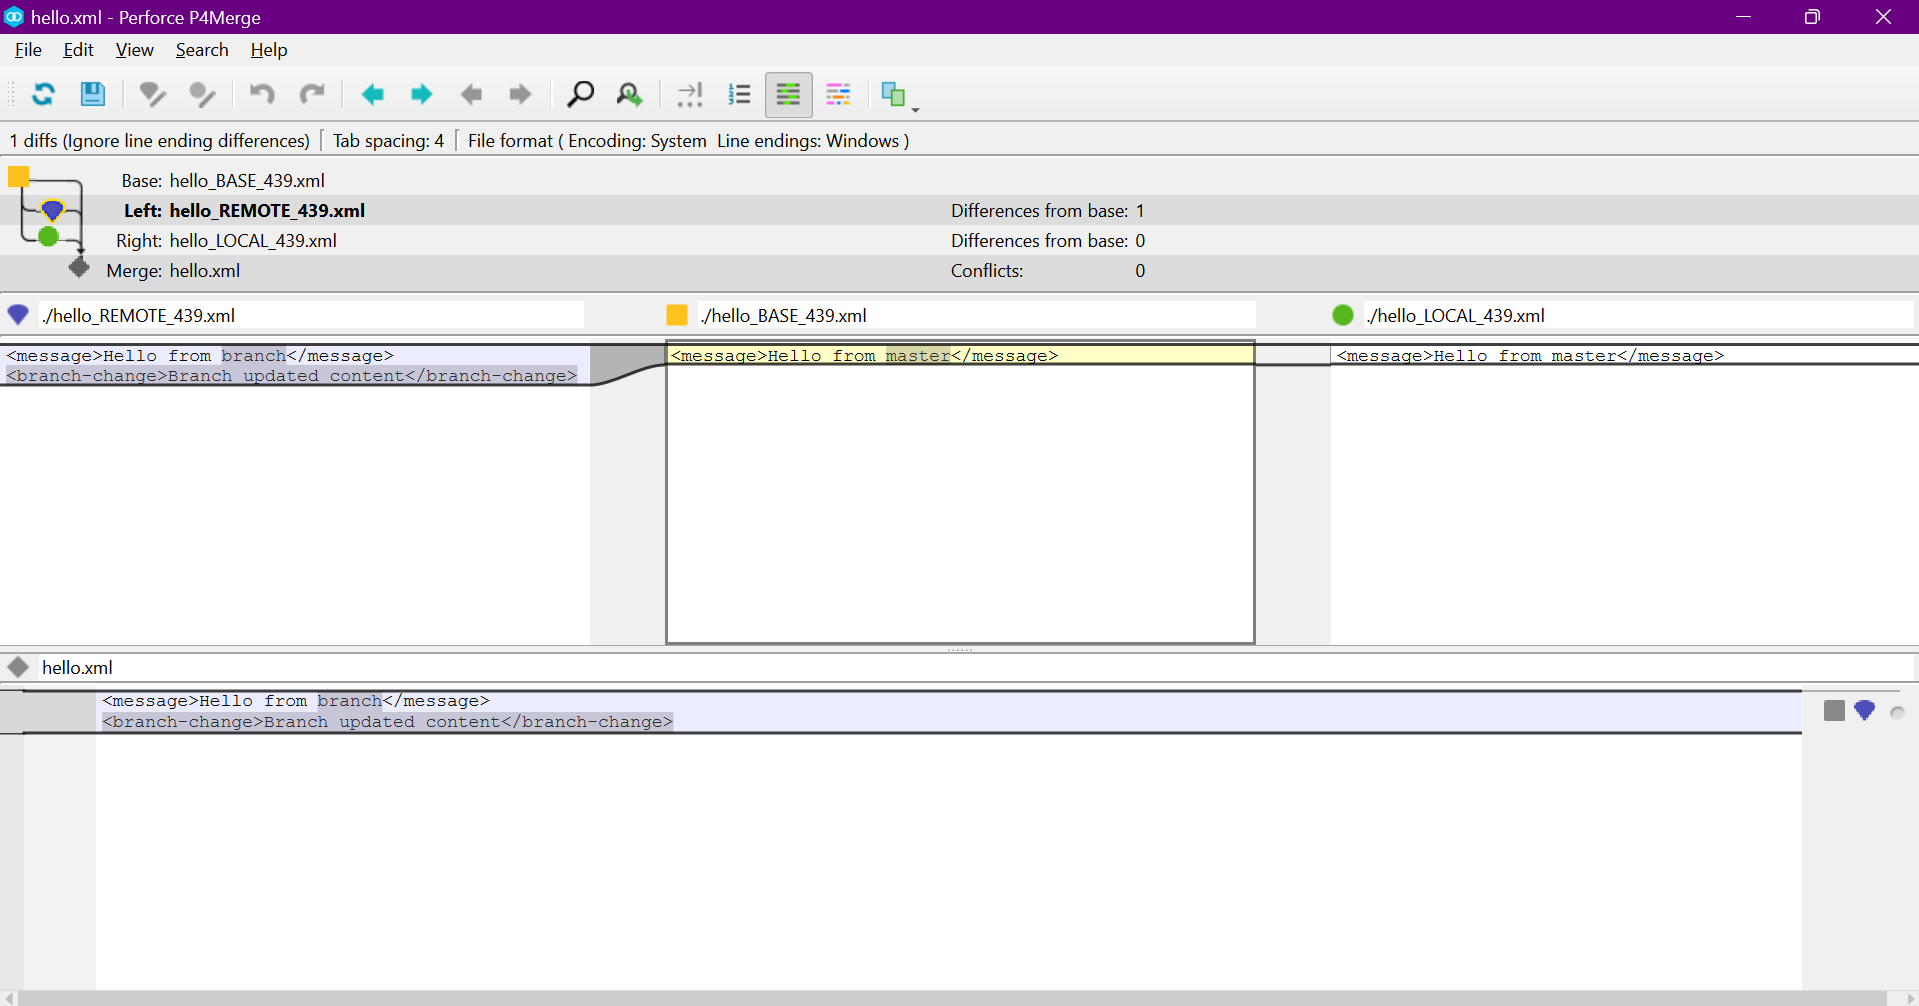 hello.xml - Perforce P4Merge
File Edit View Search Help
1 diffs (Ignore line ending differences) Tab spacing: 4 File format ( Encoding: System Line endings: Windows )
Base: hello_BASE_439.xml
Left: hello_REMOTE_439.xml Differences from base: 1
Right: hello_LOCAL_439.xml Differences from base: 0
Merge: hello.xml Conflicts: 0
./hello_REMOTE_439.xml ./hello_BASE_439.xml ./hello_LOCAL_439.xml
<message>Hello from branch</message> <message>Hello from master</message> <message>Hello from master</message>
<branch-change>Branch updated content</branch-change>
hello.xml
<message>Hello from branch</message>
<branch-change>Branch updated content</branch-change>